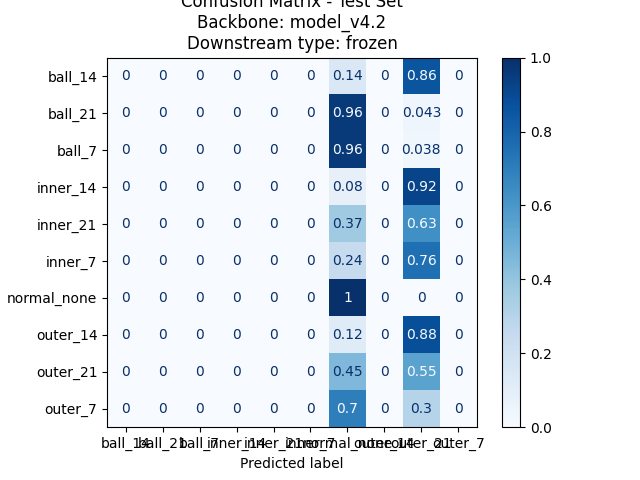 Confusion Matrix - Test Set
Backbone: model_v4.2
Downstream type: frozen
ball_14 0 0 0 0 0 0 0.14 0 0.86 0
ball_21 0 0 0 0 0 0 0.96 0 0.043 0
ball_7 0 0 0 0 0 0 0.96 0 0.038 0
inner_14 0 0 0 0 0 0 0.08 0 0.92 0
inner_21 0 0 0 0 0 0 0.37 0 0.63 0
inner_7 0 0 0 0 0 0 0.24 0 0.76 0
normal_none 0 0 0 0 0 0 1 0 0 0
outer_14 0 0 0 0 0 0 0.12 0 0.88 0
outer_21 0 0 0 0 0 0 0.45 0 0.55 0
outer_7 0 0 0 0 0 0 0.7 0 0.3 0
ball_14 ball_21 ball_7 inner_14 inner_21 inner_7 normal_none outer_14 outer_21 outer_7
Predicted label
1.0
0.8
0.6
0.4
0.2
0.0